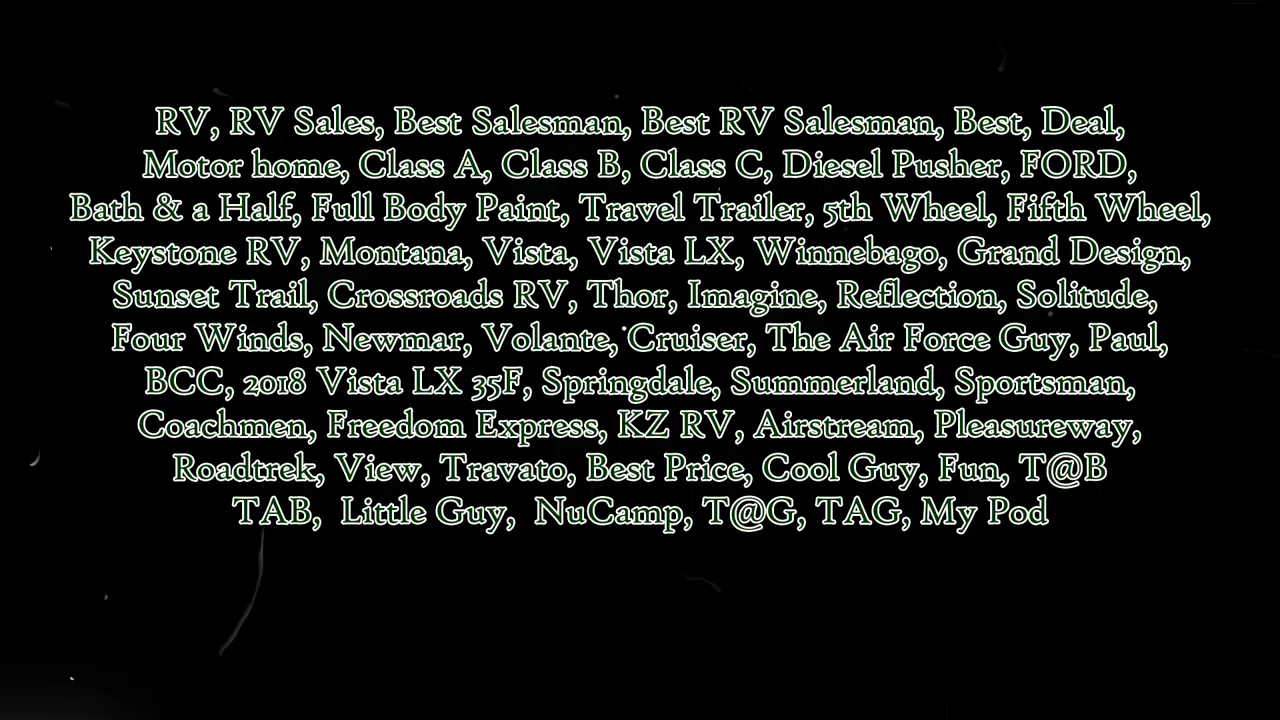 RV, RV Sales, Best Salesman, Best RV Salesman, Best, Deal,
Motor home, Class A, Class B, Class C, Diesel Pusher, FORD,
Bath & a Half, Full Body Paint, Travel Trailer, 5th Wheel, Fifth Wheel,
Keystone RV, Montana, Vista, Vista LX, Winnebago, Grand Design,
Sunset Trail, Crossroads RV, Thor, Imagine, Reflection, Solitude,
Four Winds, Newmar, Volante, Cruiser, The Air Force Guy, Paul,
BCC, 2018 Vista LX 35F, Springdale, Summerland, Sportsman,
Coachmen, Freedom Express, KZ RV, Airstream, Pleasureway,
Roadtrek, View, Travato, Best Price, Cool Guy, Fun, T@B
TAB,  Little Guy,  NuCamp, T@G, TAG, My Pod